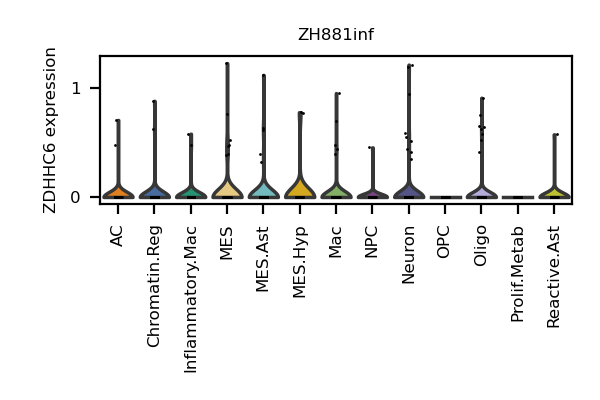 ZH881inf
ZDHHC6 expression
1
0
AC
Chromatin.Reg
Inflammatory.Mac
MES
MES.Ast
MES.Hyp
Mac
NPC
Neuron
OPC
Oligo
Prolif.Metab
Reactive.Ast